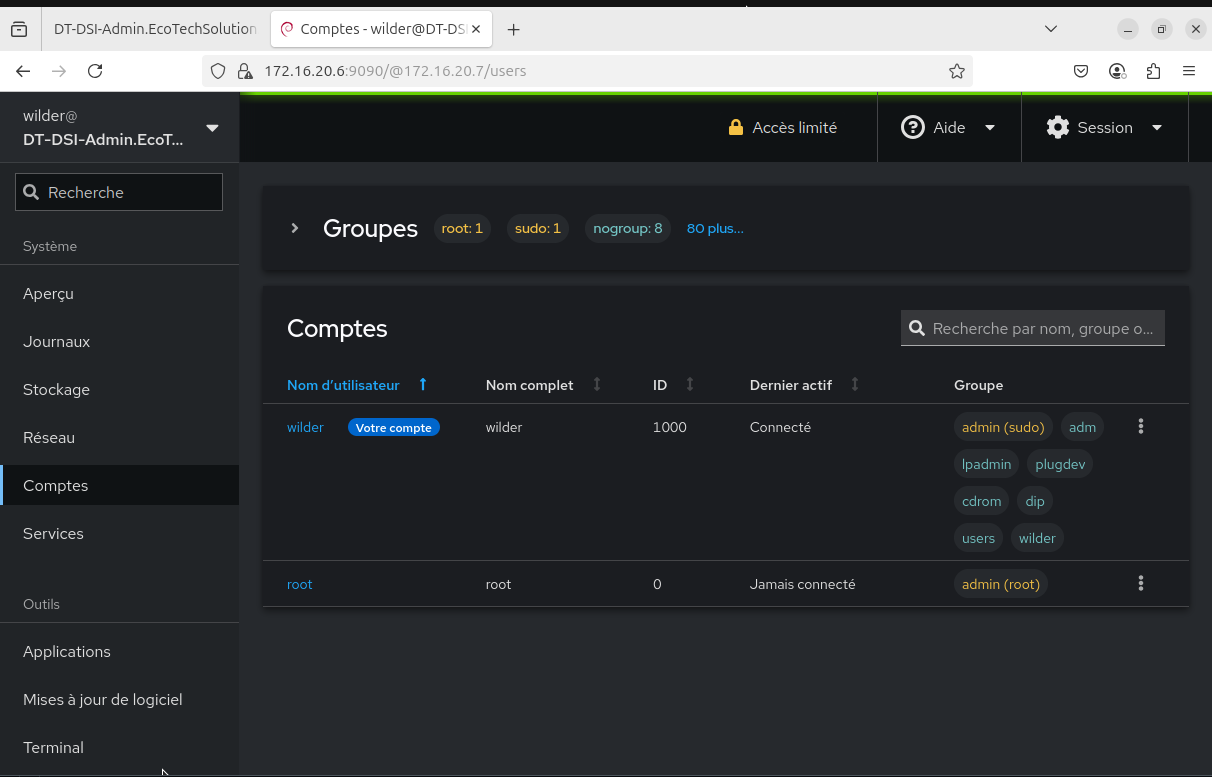 DT-DSI-Admin.EcoTechSolution
Comptes - wilder@DT-DSI
172.16.20.6:9090/@172.16.20.7/users
wilder@
DT-DSI-Admin.EcoT...
Accès limité
Aide
Session
Recherche
Système
Aperçu
Journaux
Stockage
Réseau
Comptes
Services
Outils
Applications
Mises à jour de logiciel
Terminal
Groupes root: 1 sudo: 1 nogroup: 8 80 plus...
Comptes
Recherche par nom, groupe o...
Nom d’utilisateur Nom complet ID Dernier actif Groupe
wilder Votre compte wilder 1000 Connecté admin (sudo) adm
lpadmin plugdev
cdrom dip
users wilder
root root 0 Jamais connecté admin (root)